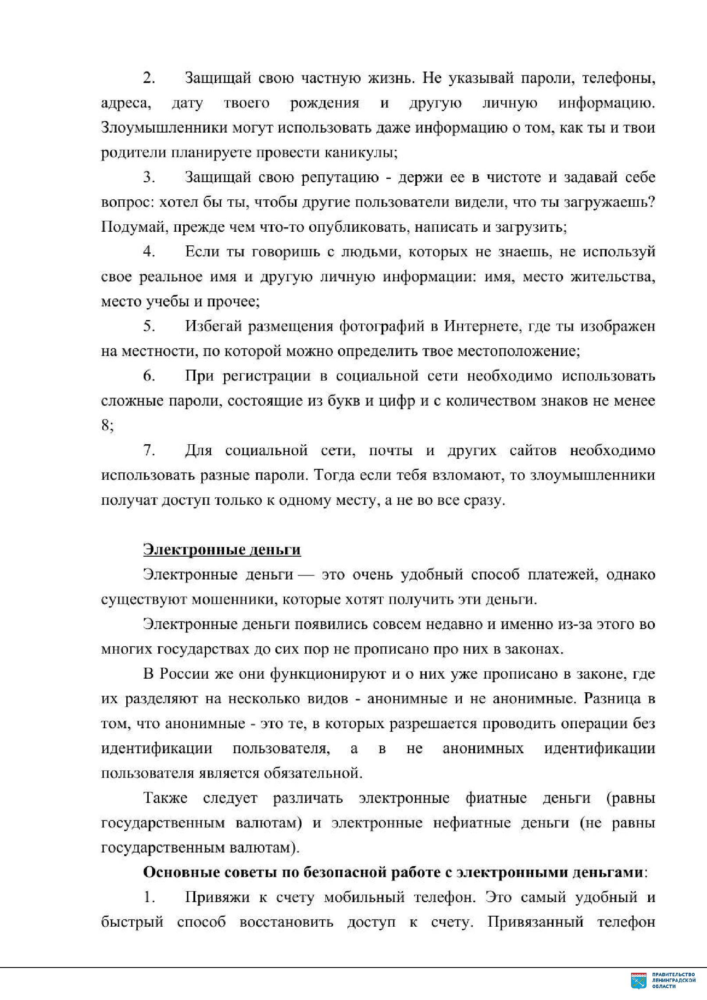 2. Защищай свою частную жизнь. Не указывай пароли, телефоны,
адреса, дату твоего рождения и другую личную информацию.
Злоумышленники могут использовать даже информацию о том, как ты и твои
родители планируете провести каникулы;
3. Защищай свою репутацию - держи ее в чистоте и задавай себе
вопрос: хотел бы ты, чтобы другие пользователи видели, что ты загружаешь?
Подумай, прежде чем что-то опубликовать, написать и загрузить;
4. Если ты говоришь с людьми, которых не знаешь, не используй
свое реальное имя и другую личную информации: имя, место жительства,
место учебы и прочее;
5. Избегай размещения фотографий в Интернете, где ты изображен
на местности, по которой можно определить твое местоположение;
6. При регистрации в социальной сети необходимо использовать
сложные пароли, состоящие из букв и цифр и с количеством знаков не менее
8;
7. Для социальной сети, почты и других сайтов необходимо
использовать разные пароли. Тогда если тебя взломают, то злоумышленники
получат доступ только к одному месту, а не во все сразу.
Электронные деньги
Электронные деньги — это очень удобный способ платежей, однако
существуют мошенники, которые хотят получить эти деньги.
Электронные деньги появились совсем недавно и именно из-за этого во
многих государствах до сих пор не прописано про них в законах.
В России же они функционируют и о них уже прописано в законе, где
их разделяют на несколько видов - анонимные и не анонимные. Разница в
том, что анонимные - это те, в которых разрешается проводить операции без
идентификации пользователя, а в не анонимных идентификации
пользователя является обязательной.
Также следует различать электронные фиатные деньги (равны
государственным валютам) и электронные нефиатные деньги (не равны
государственным валютам).
Основные советы по безопасной работе с электронными деньгами:
1. Привяжи к счету мобильный телефон. Это самый удобный и
быстрый способ восстановить доступ к счету. Привязанный телефон
ПРАВИТЕЛЬСТВО
ЛЕНИНГРАДСКОЙ
ОБЛАСТИ